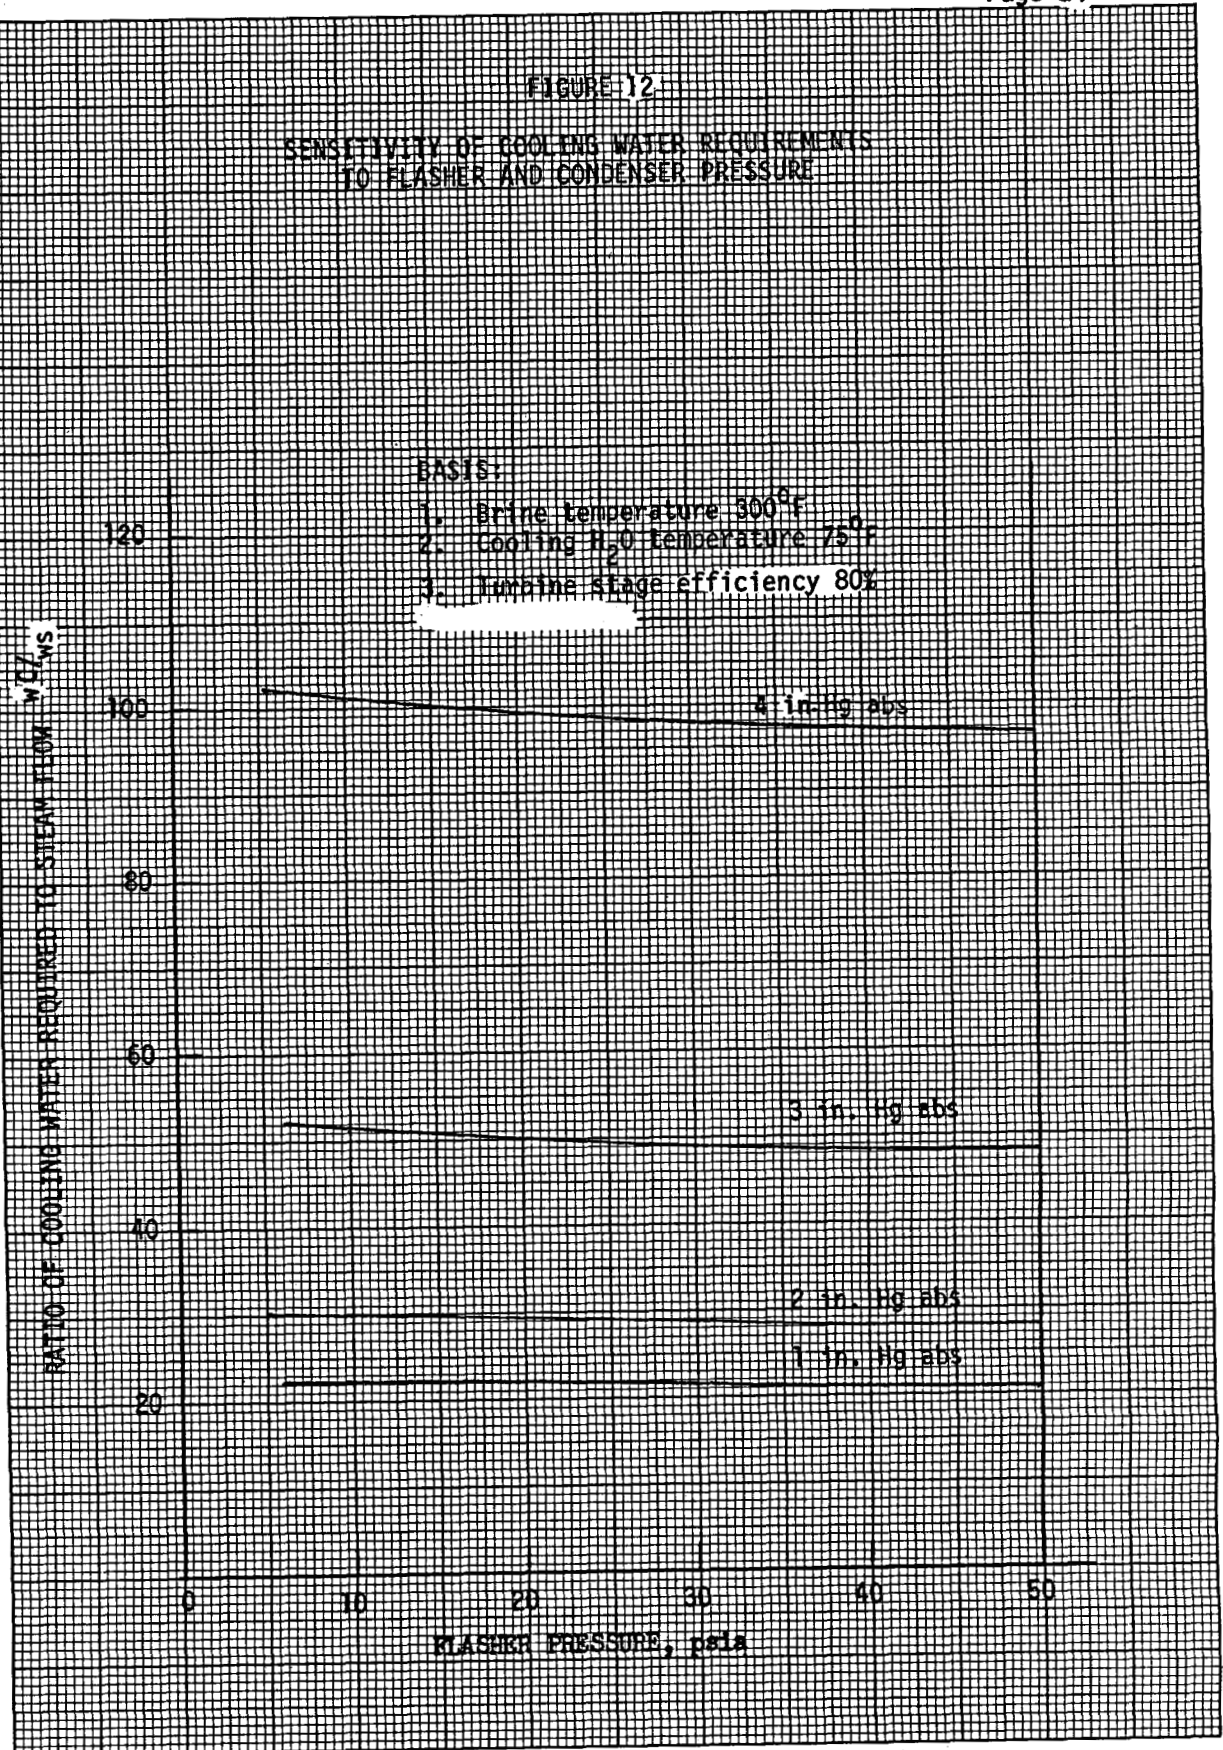 FIGURE 12
SENSITIVITY OF COOLING WATER REQUIREMENTS
TO FLASHER AND CONDENSER PRESSURE
BASIS:
1. Brine temperature 300°F
2. Cooling H2O temperature 75°F
3. Turbine stage efficiency 80%
RATIO OF COOLING WATER REQUIRED TO STEAM FLOW wc/ws
120
100
80
60
40
20
4 in.Hg abs
3 in. Hg abs
2 in. Hg abs
1 in. Hg abs
0 10 20 30 40 50
FLASHER PRESSURE, psia